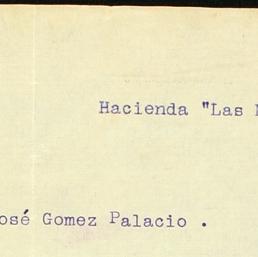 Hacienda "Las
osé Gomez Palacio .